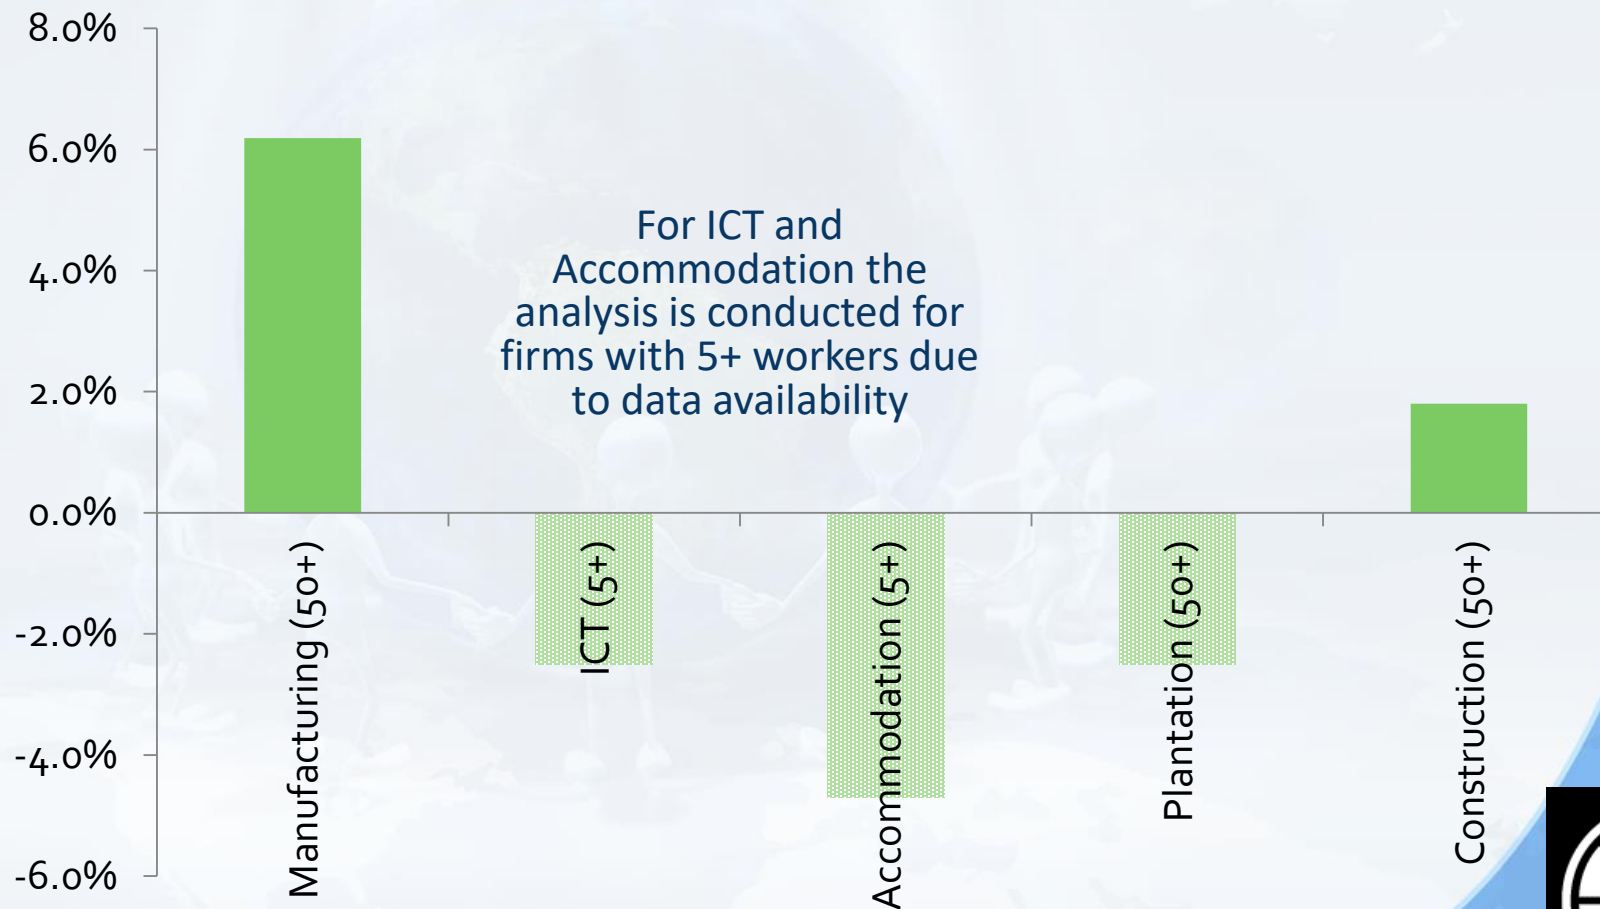 8.0%
6.0%
4.0%
2.0%
0.0%
-2.0%
-4.0%
-6.0%
For ICT and
Accommodation the
analysis is conducted for
firms with 5+ workers due
to data availability
Manufacturing (50+)
ICT (5+)
Accommodation (5+)
Plantation (50+)
Construction (50+)